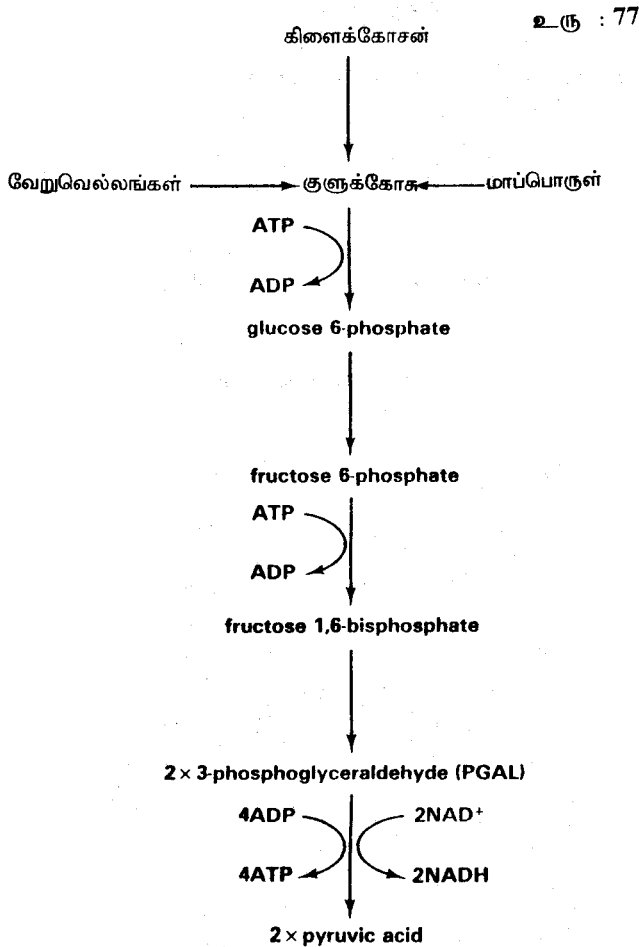 உரு : 77
கிளைக்கோசன்
வேறுவெல்லங்கள் குளுக்கோசு மாப்பொருள்
ATP
ADP
glucose 6-phosphate
fructose 6-phosphate
ATP
ADP
fructose 1,6-bisphosphate
2 × 3-phosphoglyceraldehyde (PGAL)
4ADP 2NAD+
4ATP 2NADH
2 × pyruvic acid